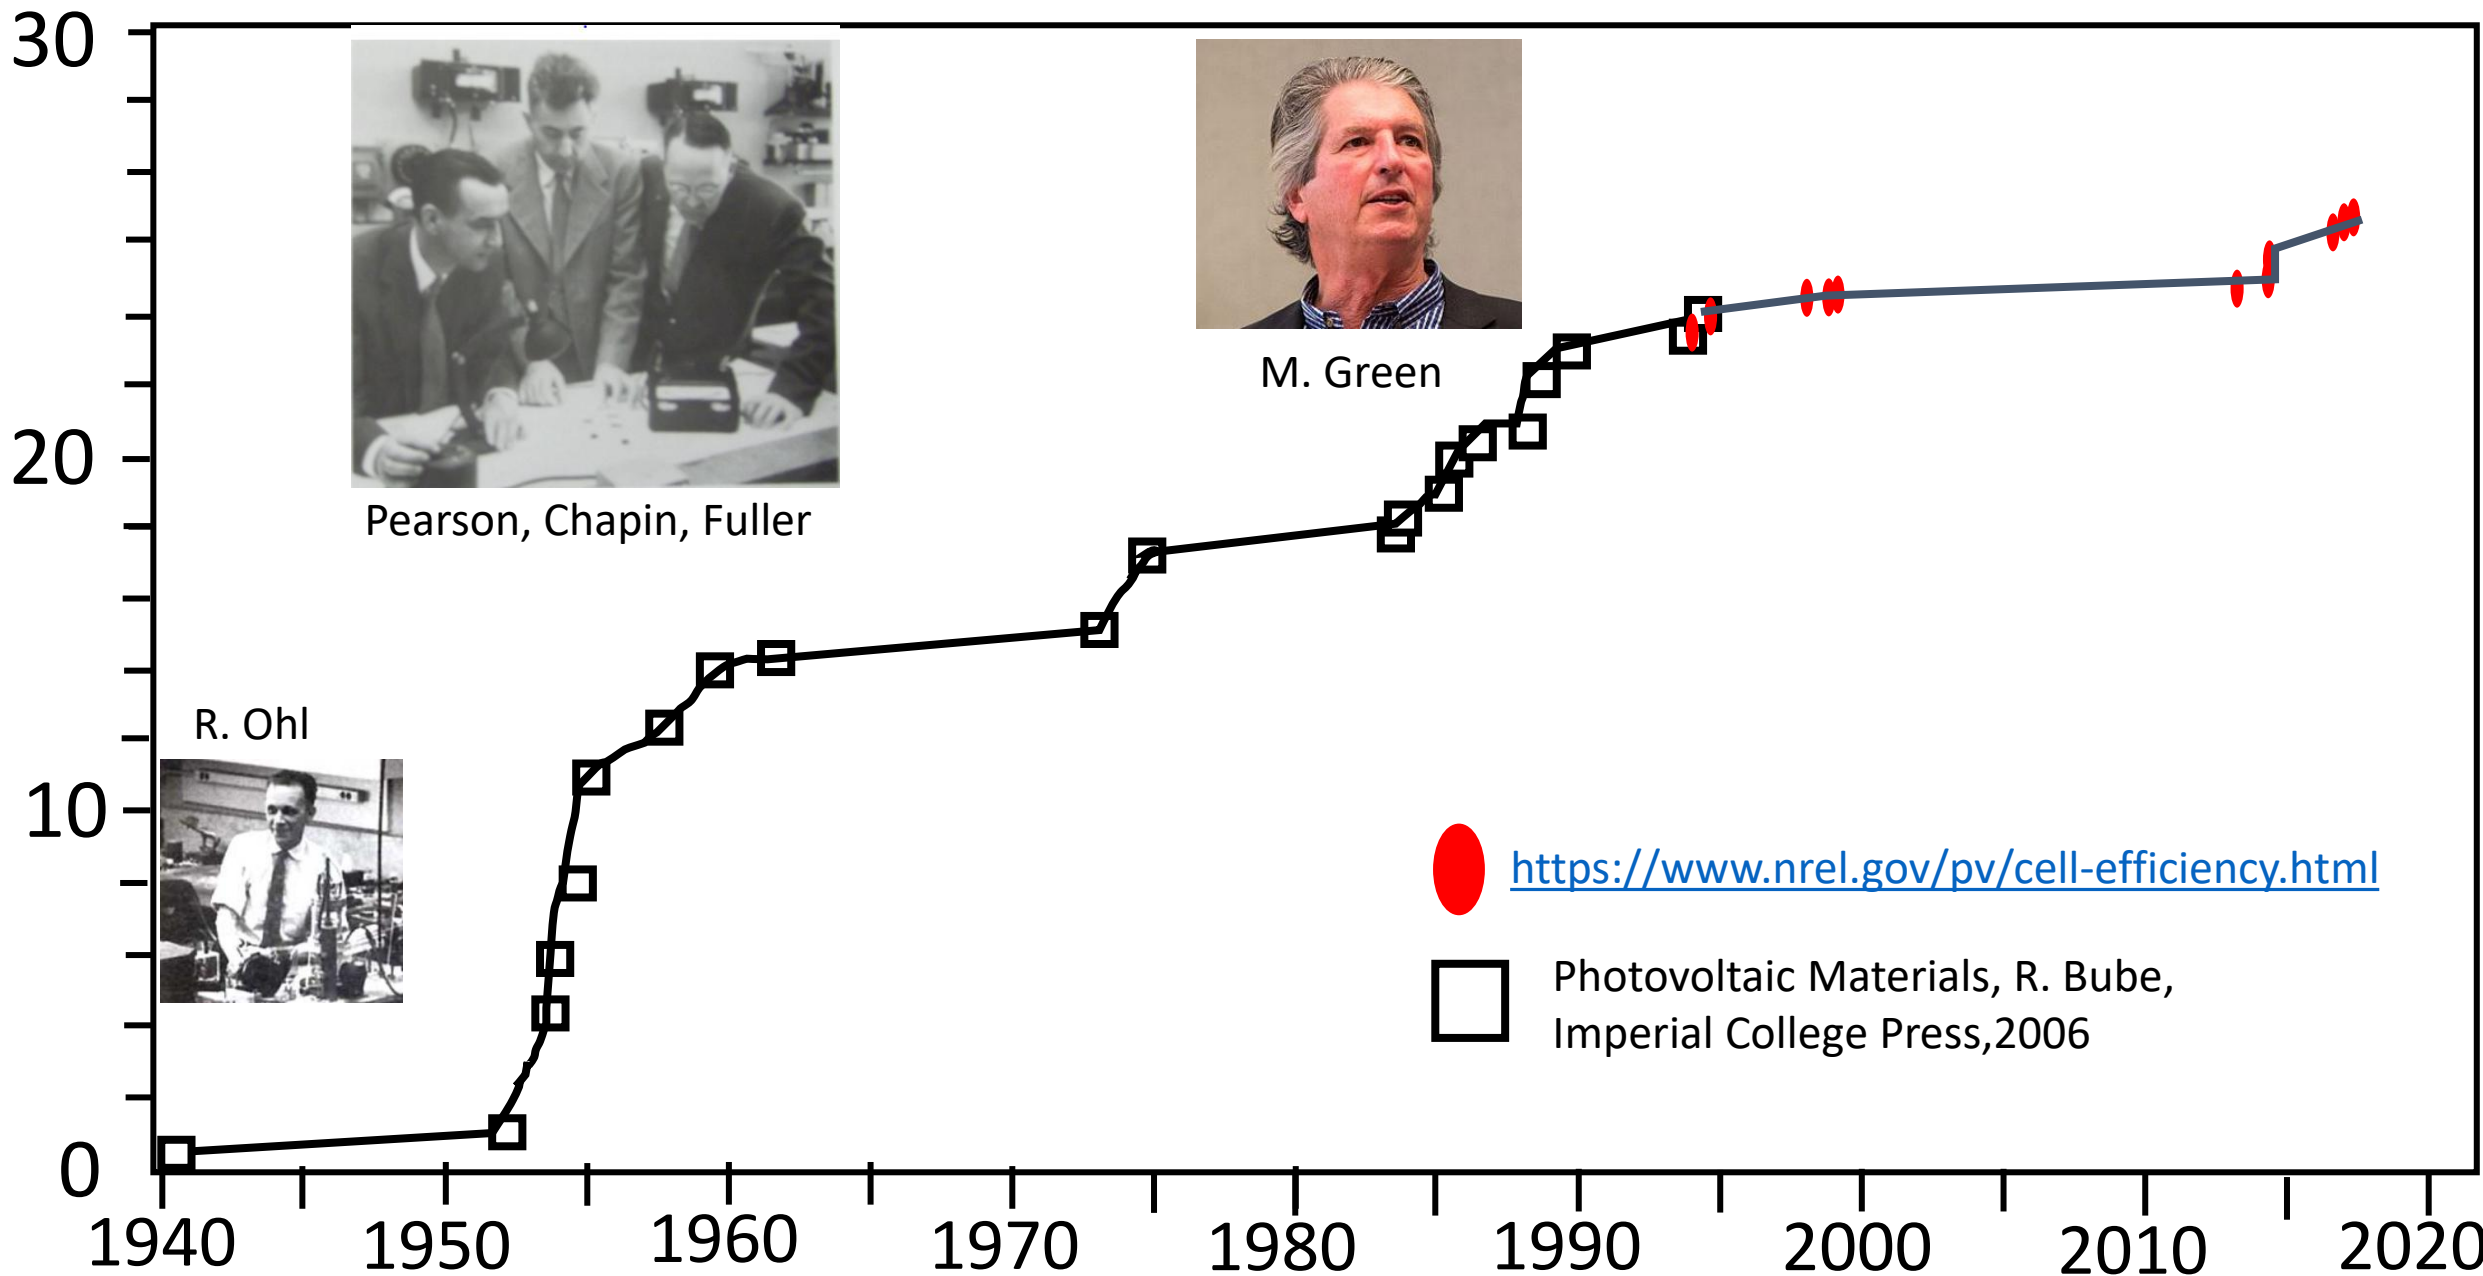 30
20
10
0
Pearson, Chapin, Fuller
M. Green
R. Ohl
https://www.nrel.gov/pv/cell-efficiency.html
Photovoltaic Materials, R. Bube,
Imperial College Press,2006
1940 1950 1960 1970 1980 1990 2000 2010 2020